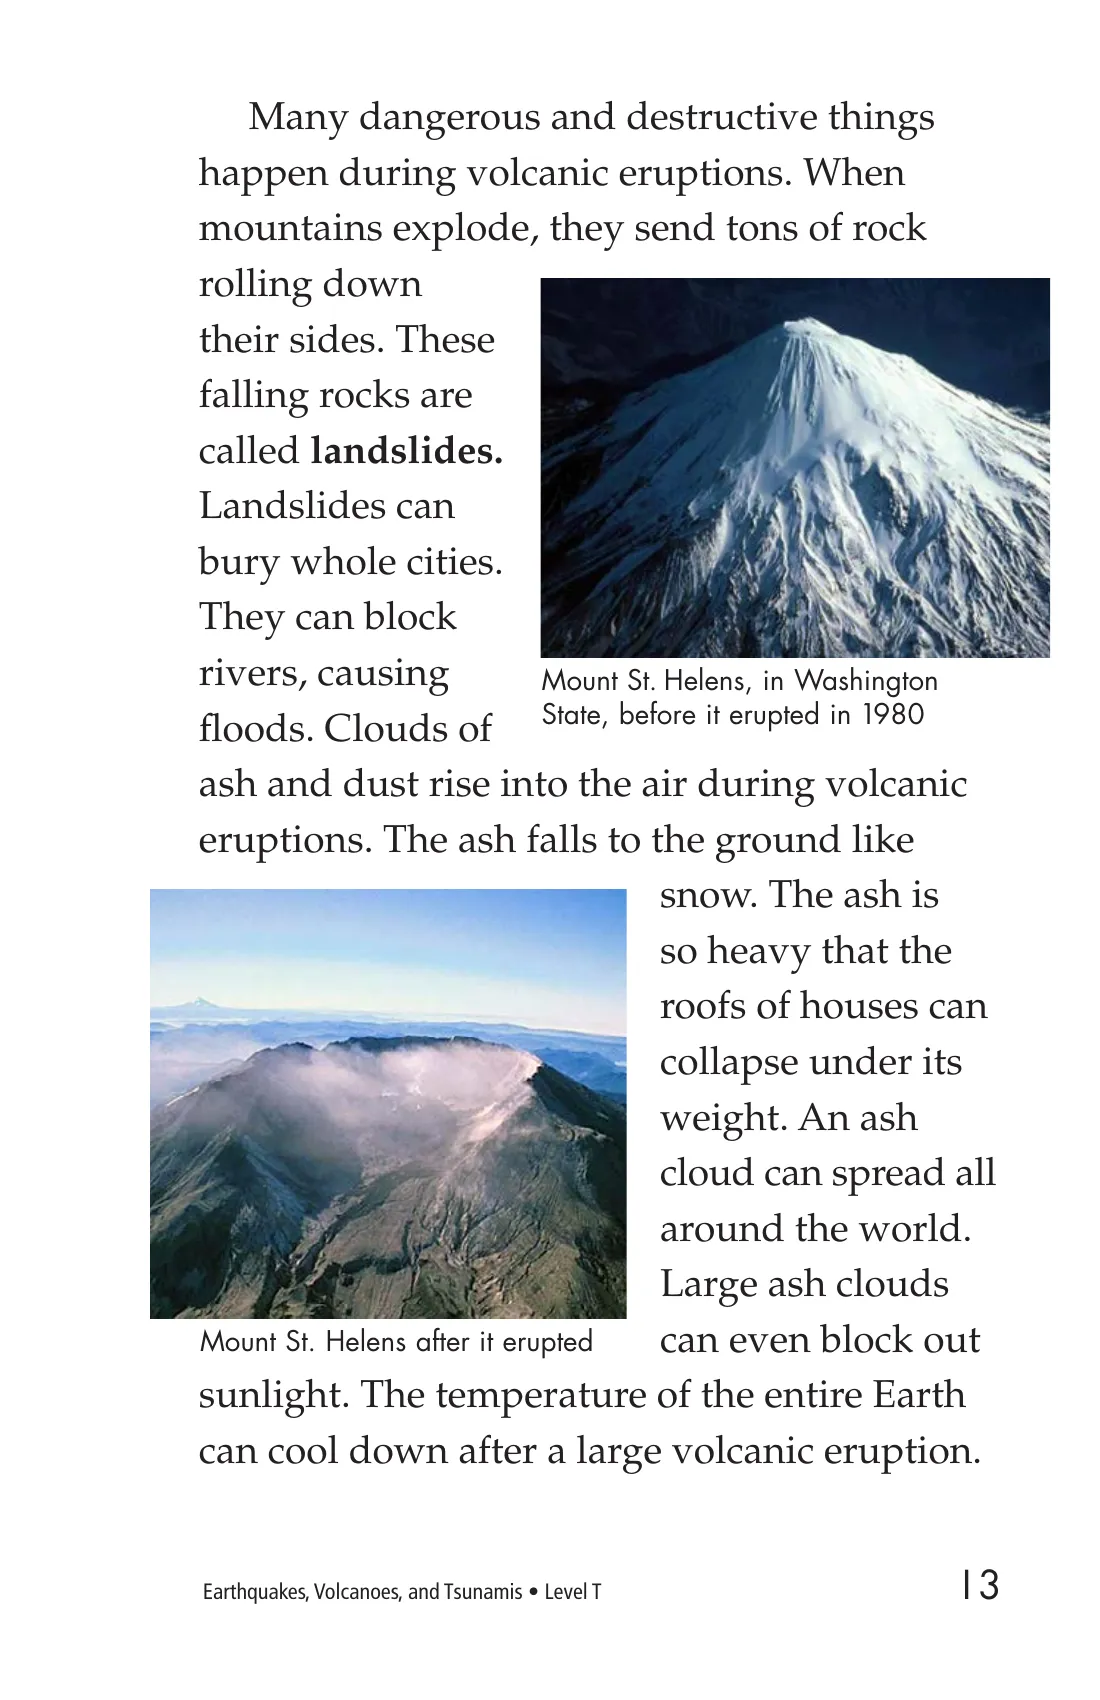 Many dangerous and destructive things
happen during volcanic eruptions. When
mountains explode, they send tons of rock
rolling down
their sides. These
falling rocks are
called landslides.
Landslides can
bury whole cities.
They can block
rivers, causing
floods. Clouds of
Mount St. Helens, in Washington
State, before it erupted in 1980
ash and dust rise into the air during volcanic
eruptions. The ash falls to the ground like
snow. The ash is
so heavy that the
roofs of houses can
collapse under its
weight. An ash
cloud can spread all
around the world.
Large ash clouds
can even block out
Mount St. Helens after it erupted
sunlight. The temperature of the entire Earth
can cool down after a large volcanic eruption.
Earthquakes, Volcanoes, and Tsunamis • Level T
13